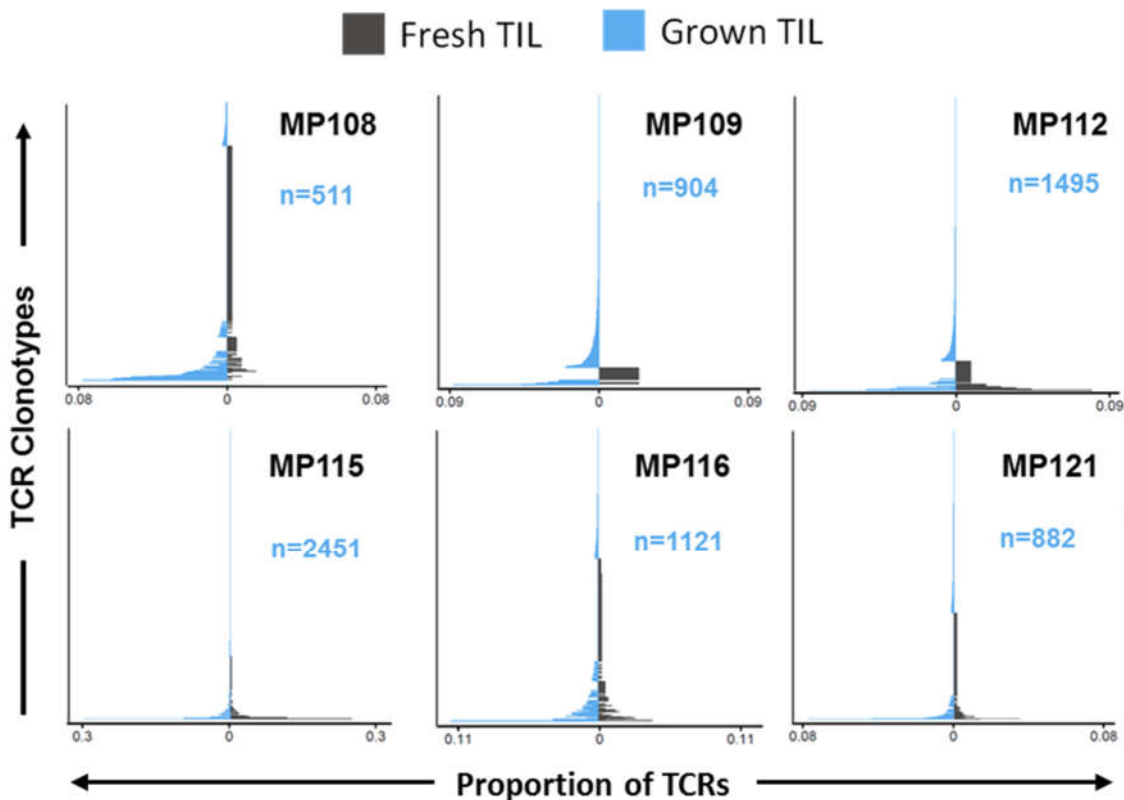 Fresh TIL Grown TIL
MP108 MP109 MP112
n=511 n=904 n=1495
0.08 0 0.08 0.09 0 0.09 0.09 0 0.09
TCR Clonotypes
MP115 MP116 MP121
n=2451 n=1121 n=882
0.3 0 0.3 0.11 0 0.11 0.08 0 0.08
Proportion of TCRs